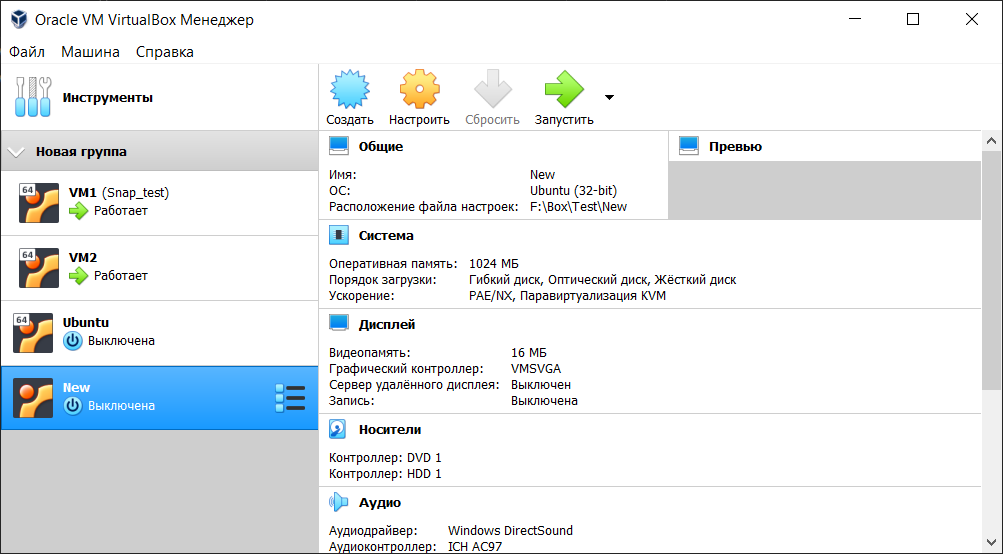 Oracle VM VirtualBox Менеджер
Файл Машина Справка
Инструменты
Создать Настроить Сбросить Запустить
Новая группа
64
VM1 (Snap_test)
Работает
64
VM2
Работает
64
Ubuntu
Выключена
New
Выключена
Общие
Имя: New
ОС: Ubuntu (32-bit)
Расположение файла настроек: F:\Box\Test\New
Превью
Система
Оперативная память: 1024 МБ
Порядок загрузки: Гибкий диск, Оптический диск, Жёсткий диск
Ускорение: PAE/NX, Паравиртуализация KVM
Дисплей
Видеопамять: 16 МБ
Графический контроллер: VMSVGA
Сервер удалённого дисплея: Выключен
Запись: Выключена
Носители
Контроллер: DVD 1
Контроллер: HDD 1
Аудио
Аудиодрайвер: Windows DirectSound
Аудиоконтроллер: ICH AC97